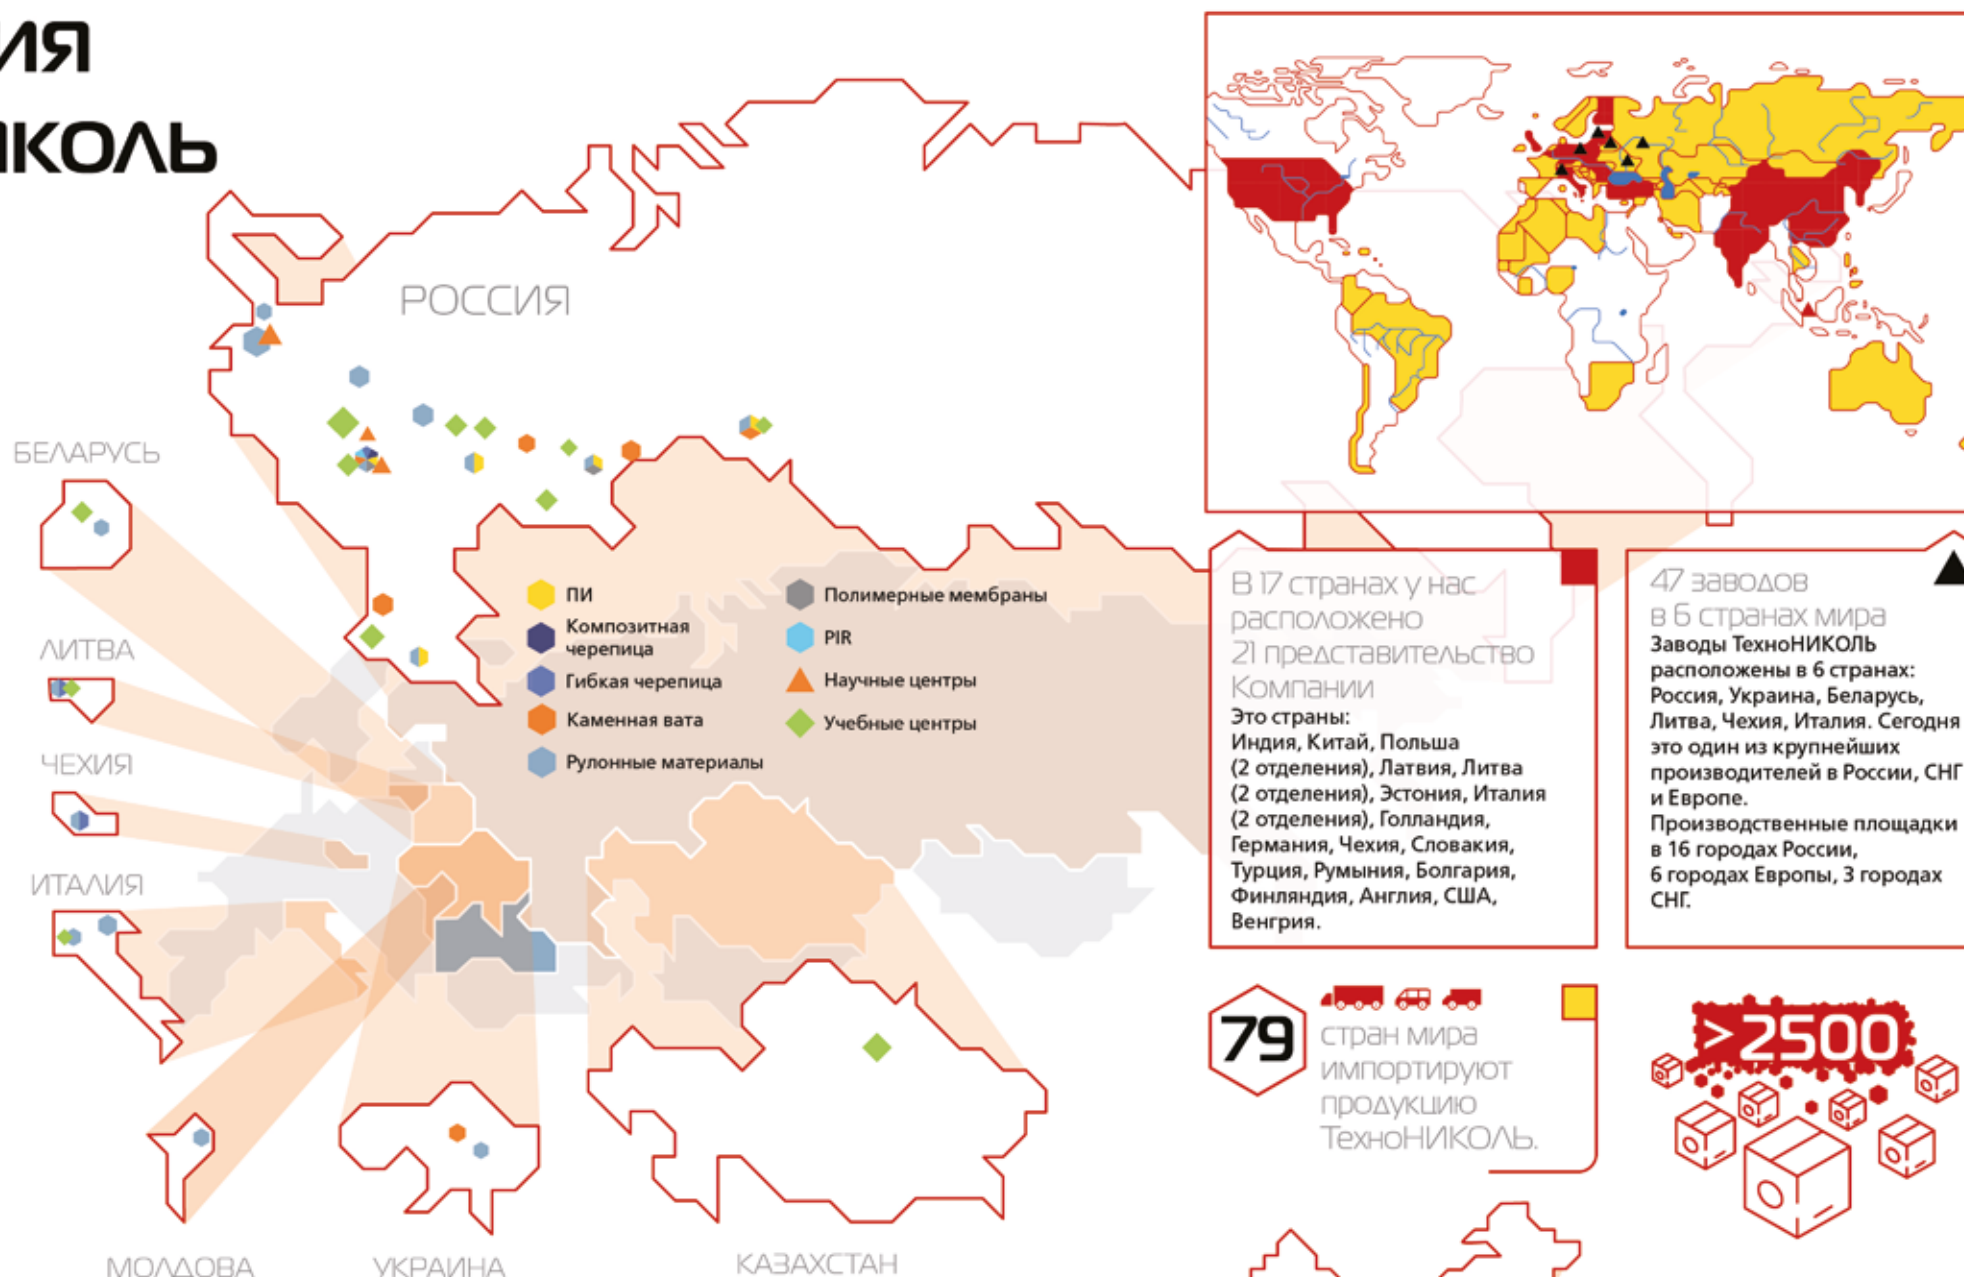 ИЯ
ИКОЛЬ
РОССИЯ
БЕЛАРУСЬ
ЛИТВА
ЧЕХИЯ
ИТАЛИЯ
МОЛДОВА
УКРАИНА
КАЗАХСТАН
ПИ
Композитная
черепица
Гибкая черепица
Каменная вата
Рулонные материалы
Полимерные мембраны
PIR
Научные центры
Учебные центры
В 17 странах у нас
расположено
21 представительство
Компании
Это страны:
Индия, Китай, Польша
(2 отделения), Латвия, Литва
(2 отделения), Эстония, Италия
(2 отделения), Голландия,
Германия, Чехия, Словакия,
Турция, Румыния, Болгария,
Финляндия, Англия, США,
Венгрия.
47 заводов
в 6 странах мира
Заводы ТехноНИКОЛЬ
расположены в 6 странах:
Россия, Украина, Беларусь,
Литва, Чехия, Италия. Сегодня
это один из крупнейших
производителей в России, СНГ
и Европе.
Производственные площадки
в 16 городах России,
6 городах Европы, 3 городах
СНГ.
79
стран мира
импортируют
продукцию
ТехноНИКОЛЬ.
>2500